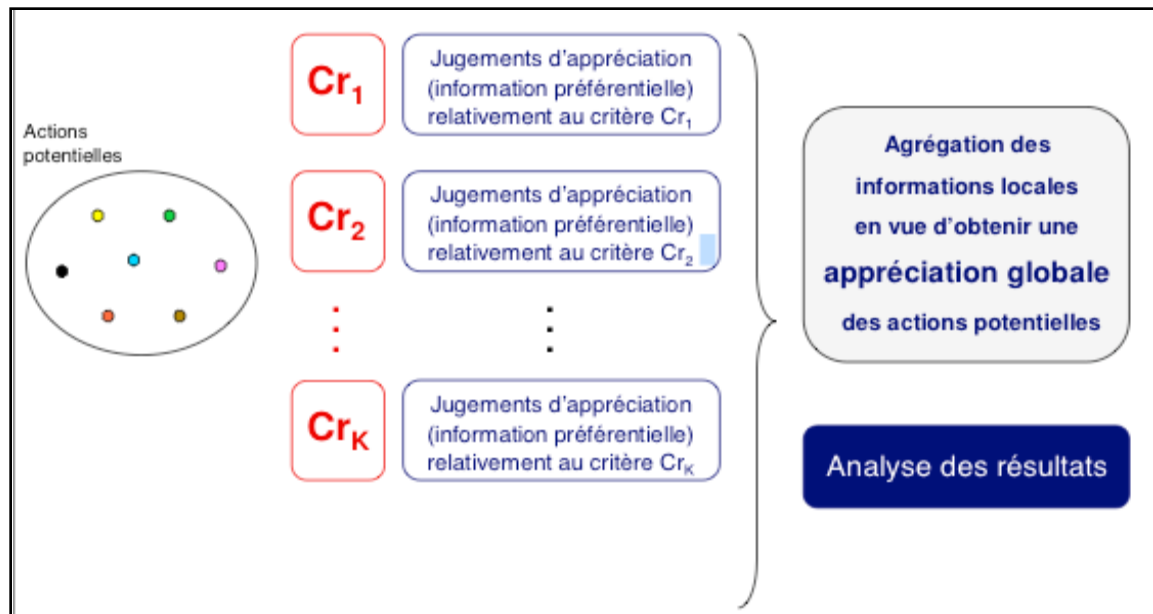 Actions
potentielles
Cr1
Jugements d'appréciation
(information préférentielle)
relativement au critère Cr1
Cr2
Jugements d'appréciation
(information préférentielle)
relativement au critère Cr2
CrK
Jugements d'appréciation
(information préférentielle)
relativement au critère CrK
Agrégation des
informations locales
en vue d'obtenir une
appréciation globale
des actions potentielles
Analyse des résultats